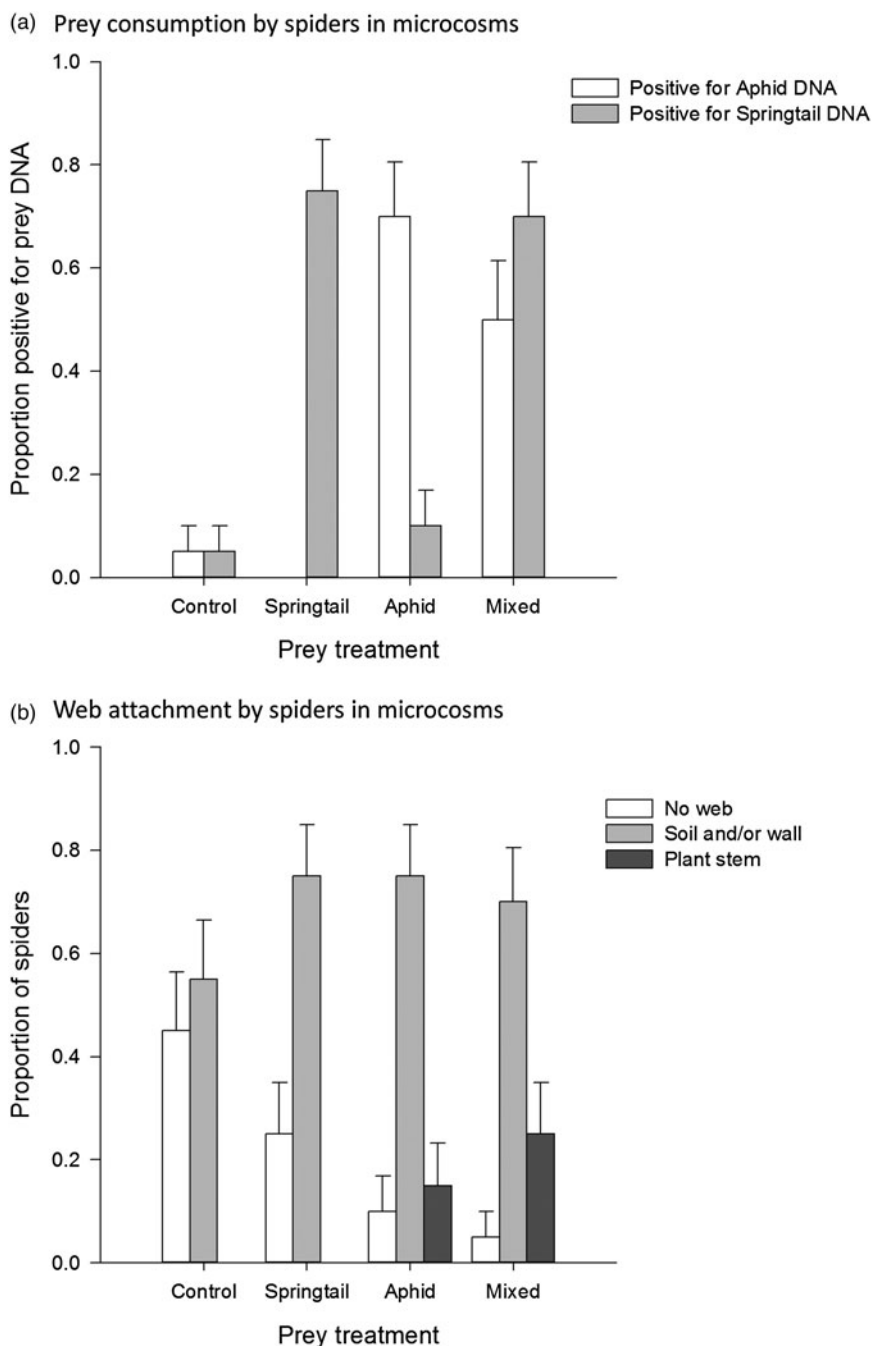 (a) Prey consumption by spiders in microcosms
1.0
0.8
0.6
0.4
0.2
0.0
Proportion positive for prey DNA
Positive for Aphid DNA
Positive for Springtail DNA
Control Springtail Aphid Mixed
Prey treatment
(b) Web attachment by spiders in microcosms
1.0
0.8
0.6
0.4
0.2
0.0
Proportion of spiders
No web
Soil and/or wall
Plant stem
Control Springtail Aphid Mixed
Prey treatment